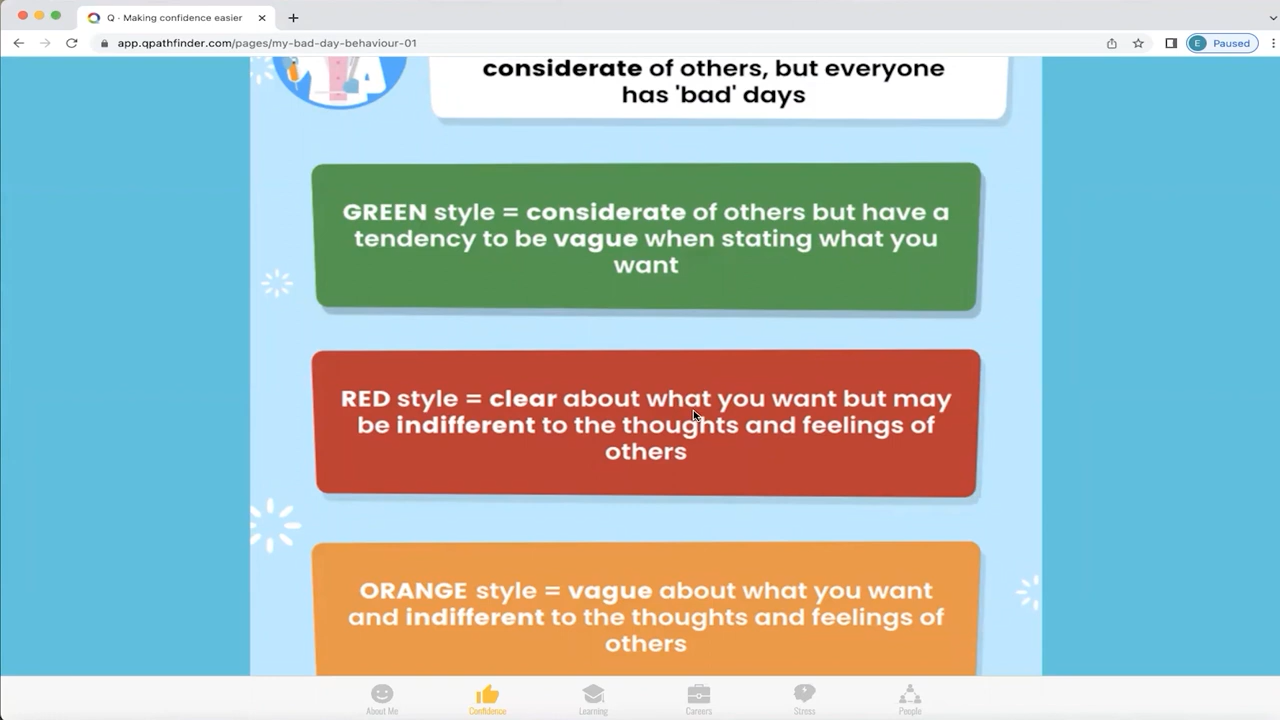 Q - Making confidence easier
app.qpathfinder.com/pages/my-bad-day-behaviour-01
E
Paused
considerate of others, but everyone
has 'bad' days
GREEN style = considerate of others but have a
tendency to be vague when stating what you
want
RED style = clear about what you want but may
be indifferent to the thoughts and feelings of
others
ORANGE style = vague about what you want
and indifferent to the thoughts and feelings of
others
About Me
Confidence
Learning
Careers
Stress
People